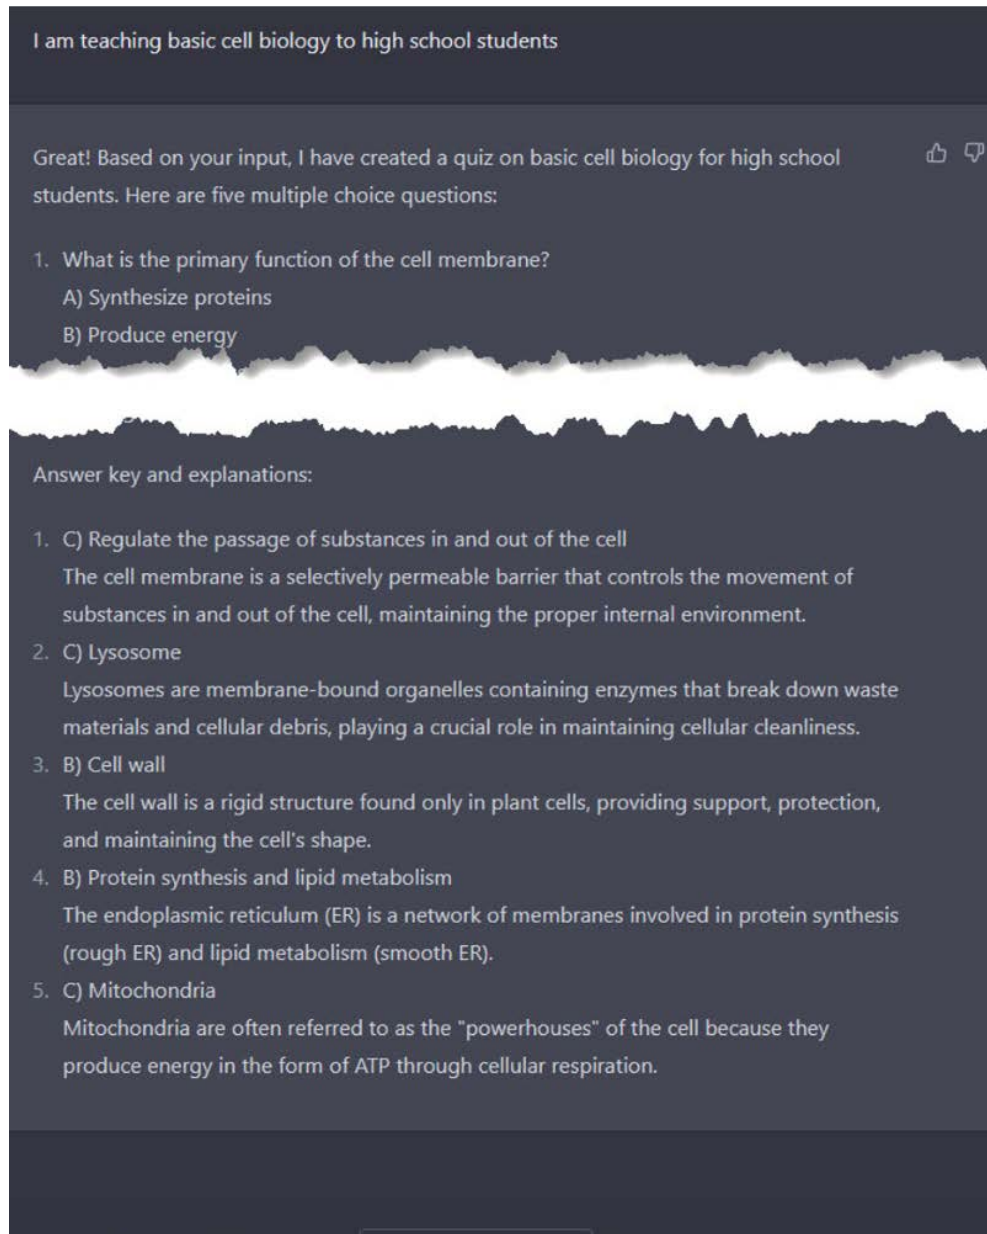 I am teaching basic cell biology to high school students
Great! Based on your input, I have created a quiz on basic cell biology for high school
students. Here are five multiple choice questions:
1. What is the primary function of the cell membrane?
A) Synthesize proteins
B) Produce energy
Answer key and explanations:
1. C) Regulate the passage of substances in and out of the cell
The cell membrane is a selectively permeable barrier that controls the movement of
substances in and out of the cell, maintaining the proper internal environment.
2. C) Lysosome
Lysosomes are membrane-bound organelles containing enzymes that break down waste
materials and cellular debris, playing a crucial role in maintaining cellular cleanliness.
3. B) Cell wall
The cell wall is a rigid structure found only in plant cells, providing support, protection,
and maintaining the cell's shape.
4. B) Protein synthesis and lipid metabolism
The endoplasmic reticulum (ER) is a network of membranes involved in protein synthesis
(rough ER) and lipid metabolism (smooth ER).
5. C) Mitochondria
Mitochondria are often referred to as the "powerhouses" of the cell because they
produce energy in the form of ATP through cellular respiration.